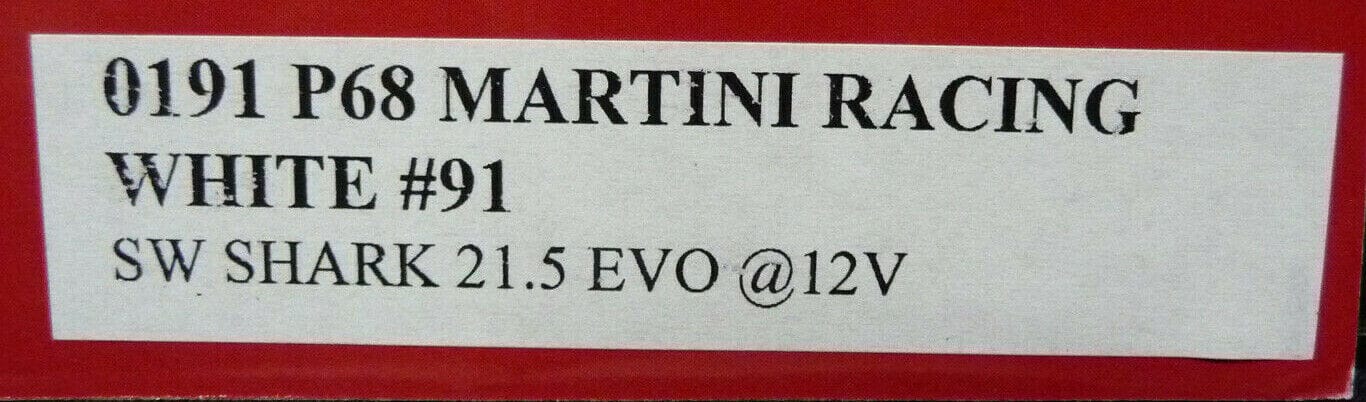 0191 P68 MARTINI RACING
WHITE #91
SW SHARK 21.5 EVO @12V